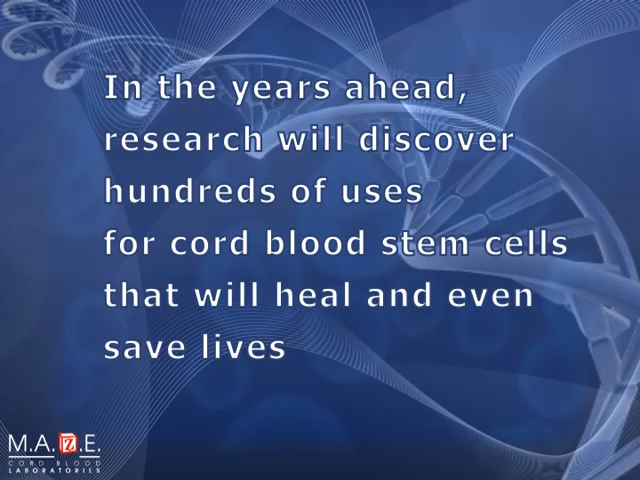 In the years ahead,
research will discover
hundreds of uses
for cord blood stem cells
that will heal and even
save lives
M.A.Z.E.
CORD BLOOD
LABORATORIES